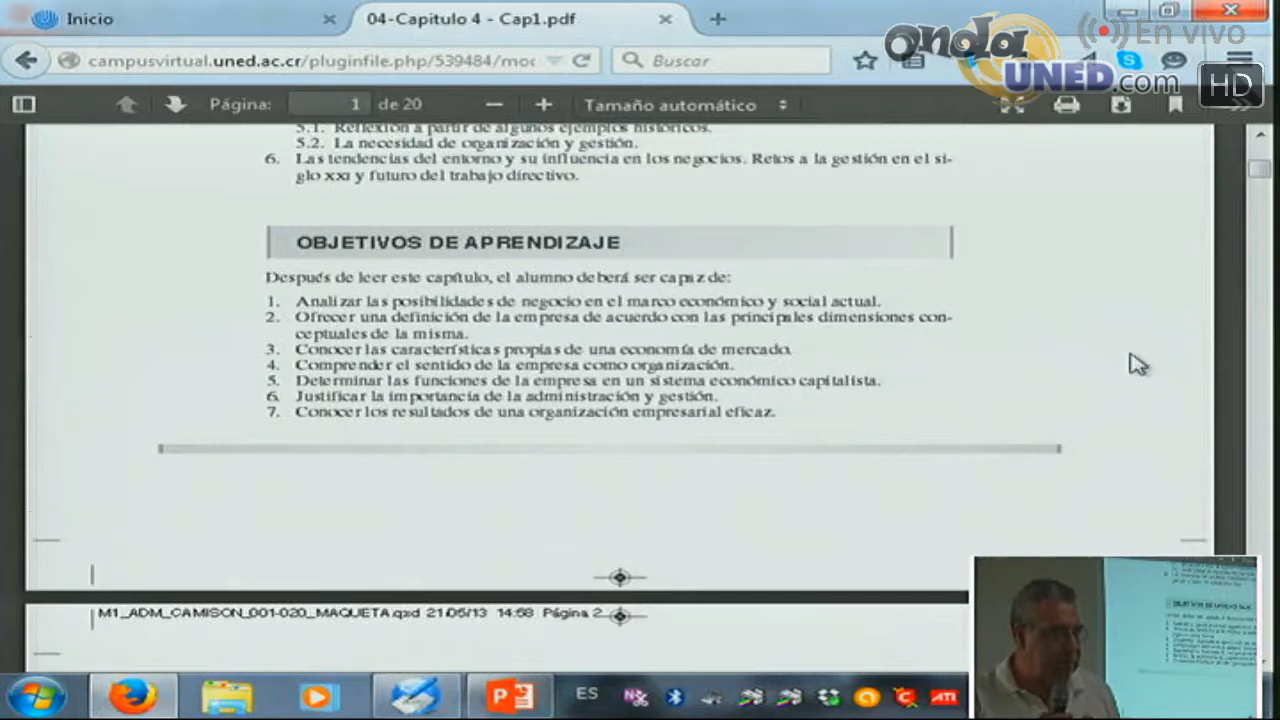 Inicio
04-Capitulo 4 - Cap1.pdf
onda UNED.com
En vivo
HD
campusvirtual.uned.ac.cr/pluginfile.php/539484/mo
Buscar
Página: 1 de 20
Tamaño automático
5.1. Reflexión a partir de algunos ejemplos históricos.
5.2. La necesidad de organización y gestión.
6. Las tendencias del entorno y su influencia en los negocios. Retos a la gestión en el si-
glo XXI y futuro del trabajo directivo.
OBJETIVOS DE APRENDIZAJE
Después de leer este capítulo, el alumno deberá ser capaz de:
1. Analizar las posibilidades de negocio en el marco económico y social actual.
2. Ofrecer una definición de la empresa de acuerdo con las principales dimensiones con-
ceptuales de la misma.
3. Conocer las características propias de una economía de mercado.
4. Comprender el sentido de la empresa como organización.
5. Determinar las funciones de la empresa en un sistema económico capitalista.
6. Justificar la importancia de la administración y gestión.
7. Conocer los resultados de una organización empresarial eficaz.
M1_ADM_CAMISON_001-020_MAQUETA.qxd 21/05/13 14:58 Página 2
ES
ATI